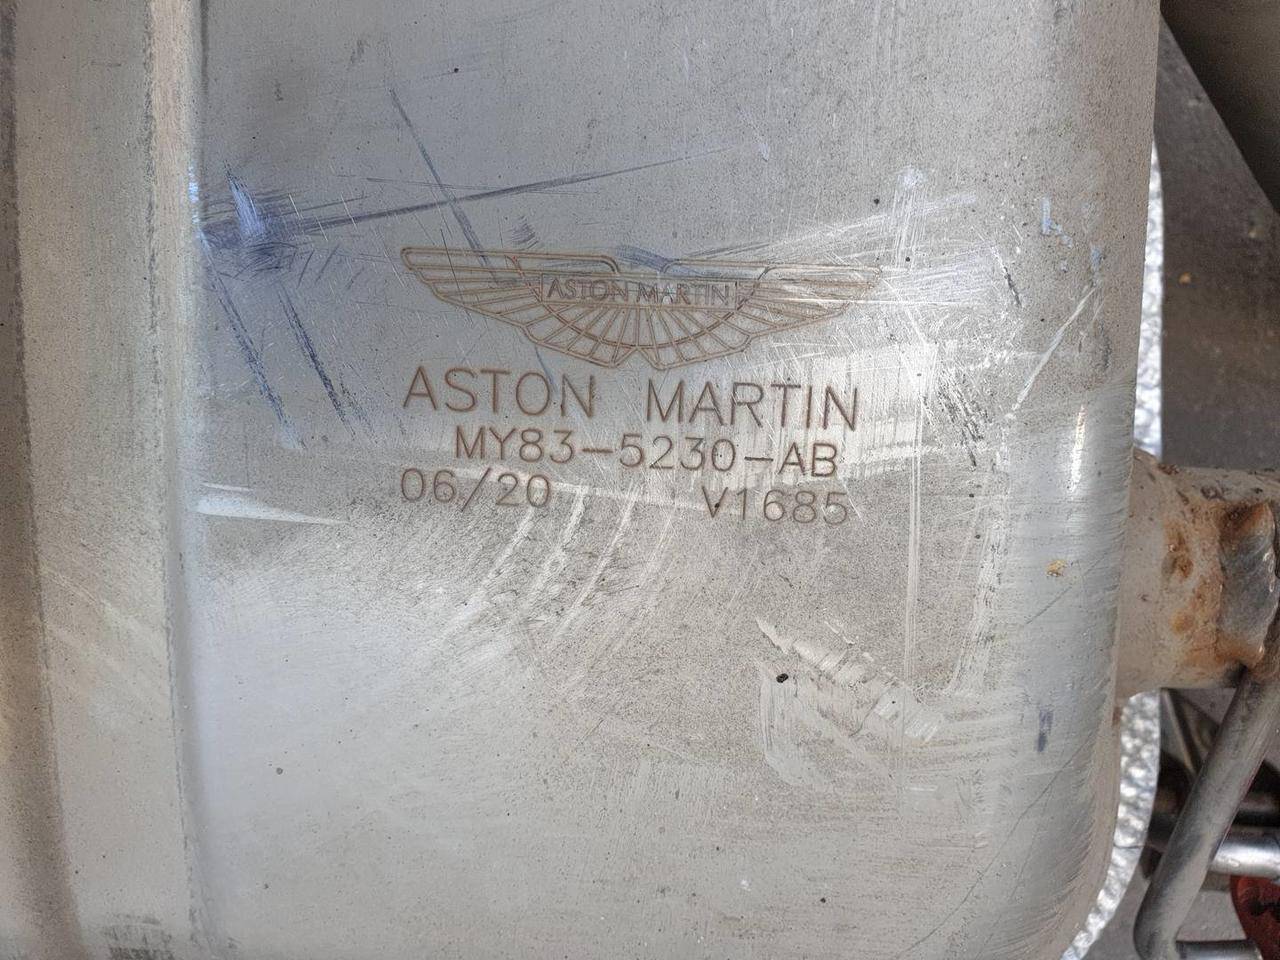 ASTON MARTIN
ASTON MARTIN
MY83-5230-AB
06/20 V1685